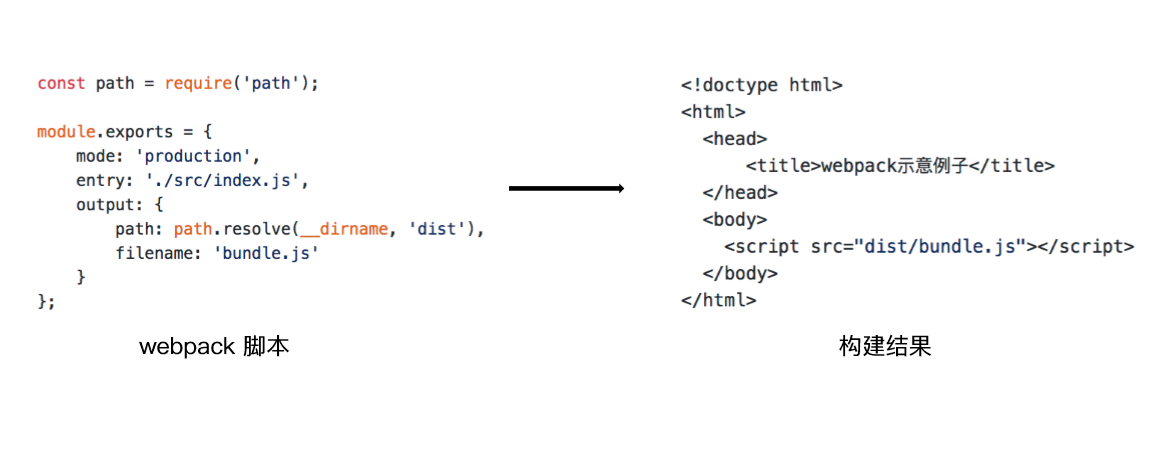 const path = require('path');
module.exports = {
    mode: 'production',
    entry: './src/index.js',
    output: {
        path: path.resolve(__dirname, 'dist'),
        filename: 'bundle.js'
    }
};
webpack 脚本
<!doctype html>
<html>
  <head>
      <title>webpack示意例子</title>
  </head>
  <body>
    <script src="dist/bundle.js"></script>
  </body>
</html>
构建结果